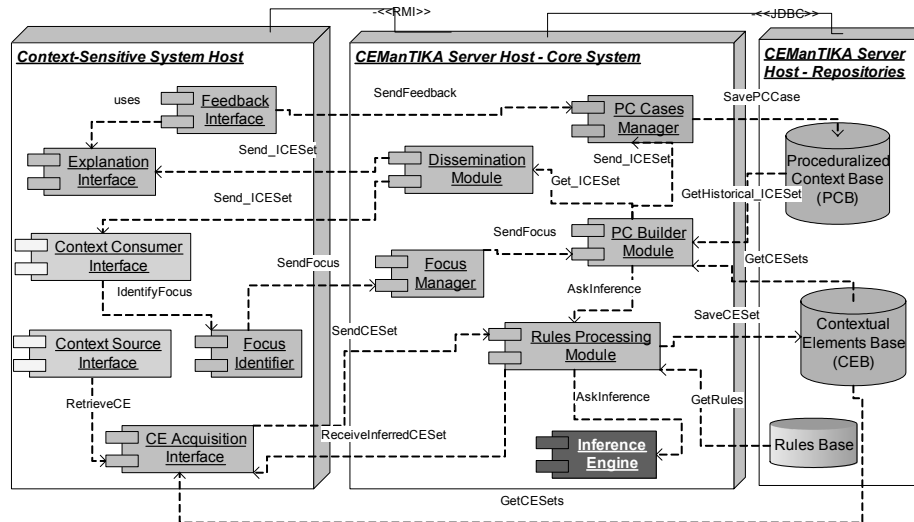 -<<RMI>>
-<<JDBC>>
Context-Sensitive System Host
CEManTIKA Server Host - Core System
CEManTIKA Server
Host - Repositories
Feedback
Interface
uses
SendFeedback
PC Cases
Manager
SavePCCase
Send_ICESet
Explanation
Interface
Dissemination
Module
Send_ICESet
Get_ICESet
Proceduralized
Context Base
(PCB)
Send_ICESet
GetHistorical_ICESet
Context Consumer
Interface
SendFocus
PC Builder
Module
SendFocus
Focus
Manager
GetCESets
IdentifyFocus
AskInference
SaveCESet
Context Source
Interface
Focus
Identifier
SendCESet
Rules Processing
Module
Contextual
Elements Base
(CEB)
RetrieveCE
AskInference
GetRules
CE Acquisition
Interface
ReceiveInferredCESet
Inference
Engine
Rules Base
GetCESets